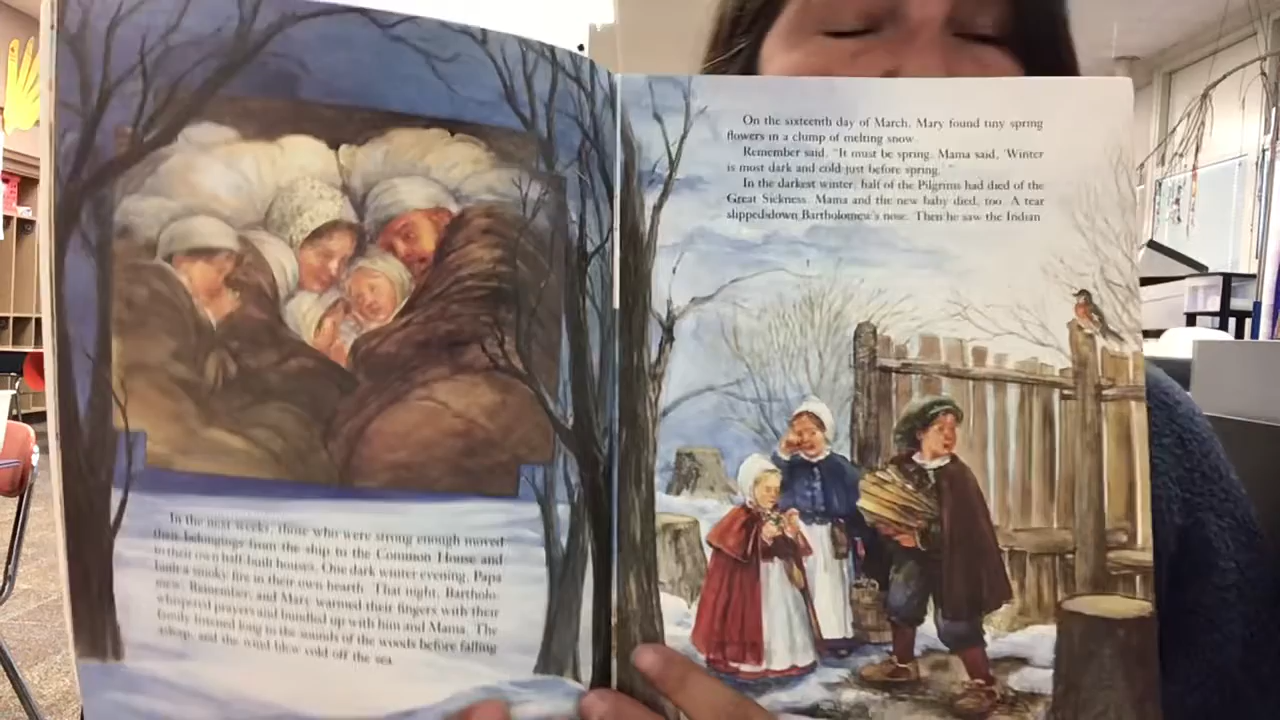 In the next weeks, those who were strong enough moved
their belongings from the ship to the Common House and
to their own half-built houses. One dark winter evening, Papa
built a smoky fire in their own hearth. That night, Bartholo-
mew, Remember, and Mary warmed their fingers with their
whispered prayers and bundled up with him and Mama. The
family listened long to the sounds of the woods before falling
asleep, and the wind blew cold off the sea.
On the sixteenth day of March, Mary found tiny spring
flowers in a clump of melting snow.
Remember said, "It must be spring. Mama said, 'Winter
is most dark and cold just before spring.'"
In the darkest winter, half of the Pilgrims had died of the
Great Sickness. Mama and the new baby died, too. A tear
slipped down Bartholomew's nose. Then he saw the Indian